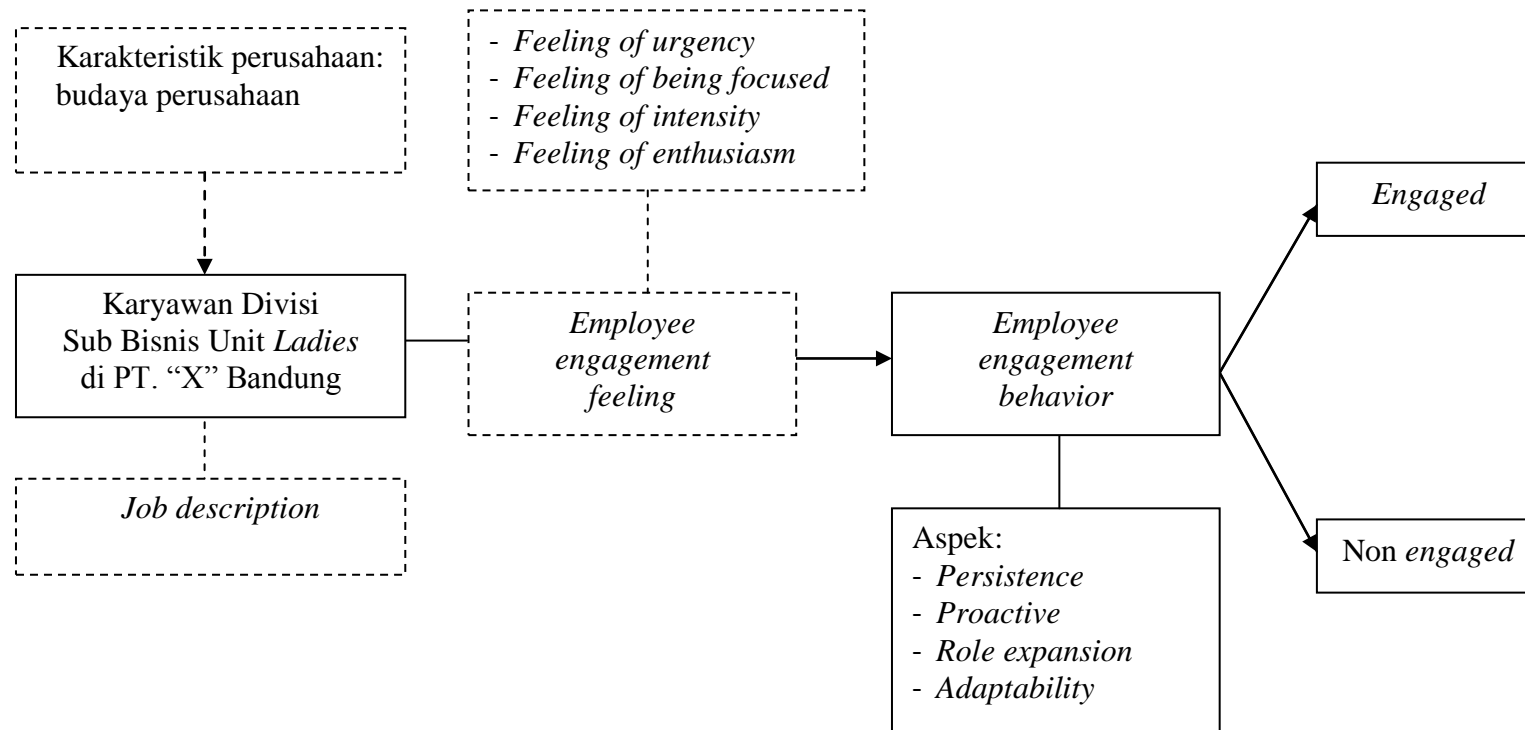 Karakteristik perusahaan:
budaya perusahaan
- Feeling of urgency
- Feeling of being focused
- Feeling of intensity
- Feeling of enthusiasm
Karyawan Divisi
Sub Bisnis Unit Ladies
di PT. “X” Bandung
Job description
Employee
engagement
feeling
Employee
engagement
behavior
Aspek:
- Persistence
- Proactive
- Role expansion
- Adaptability
Engaged
Non engaged